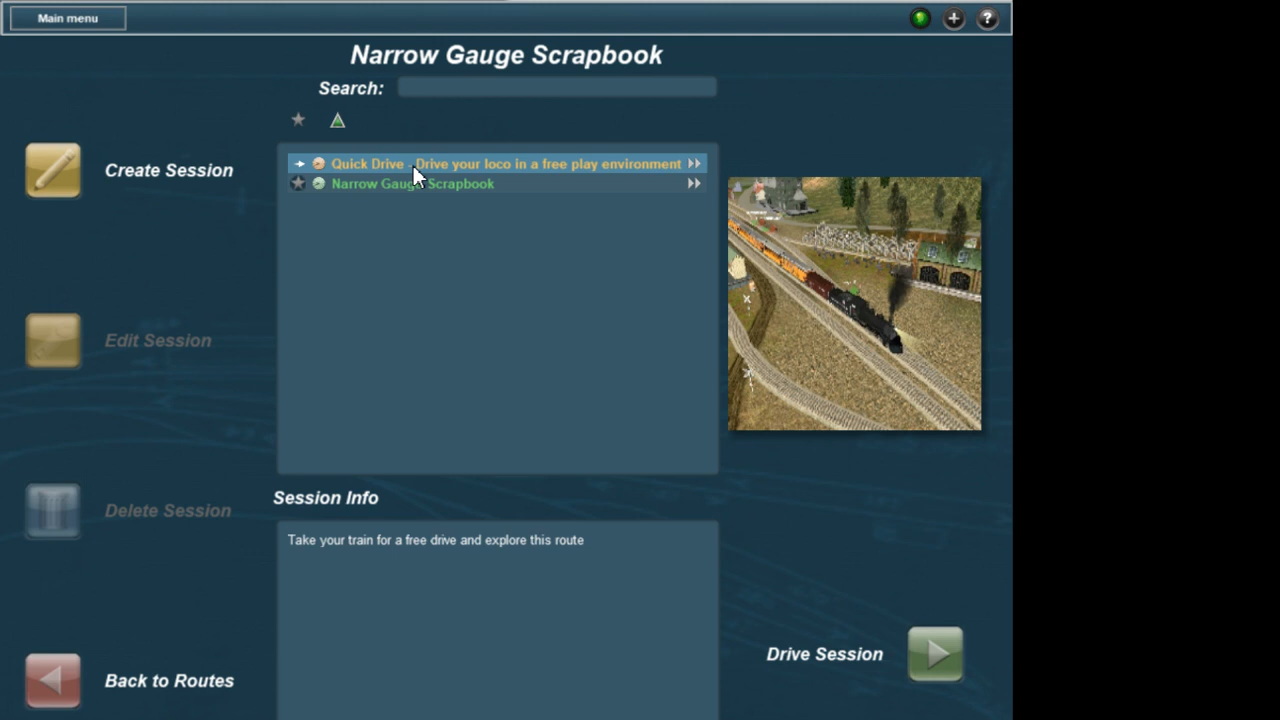 Main menu
?
Narrow Gauge Scrapbook
Search:
Create Session
Quick Drive - Drive your loco in a free play environment
Narrow Gauge Scrapbook
Edit Session
Delete Session
Session Info
Take your train for a free drive and explore this route
Drive Session
Back to Routes